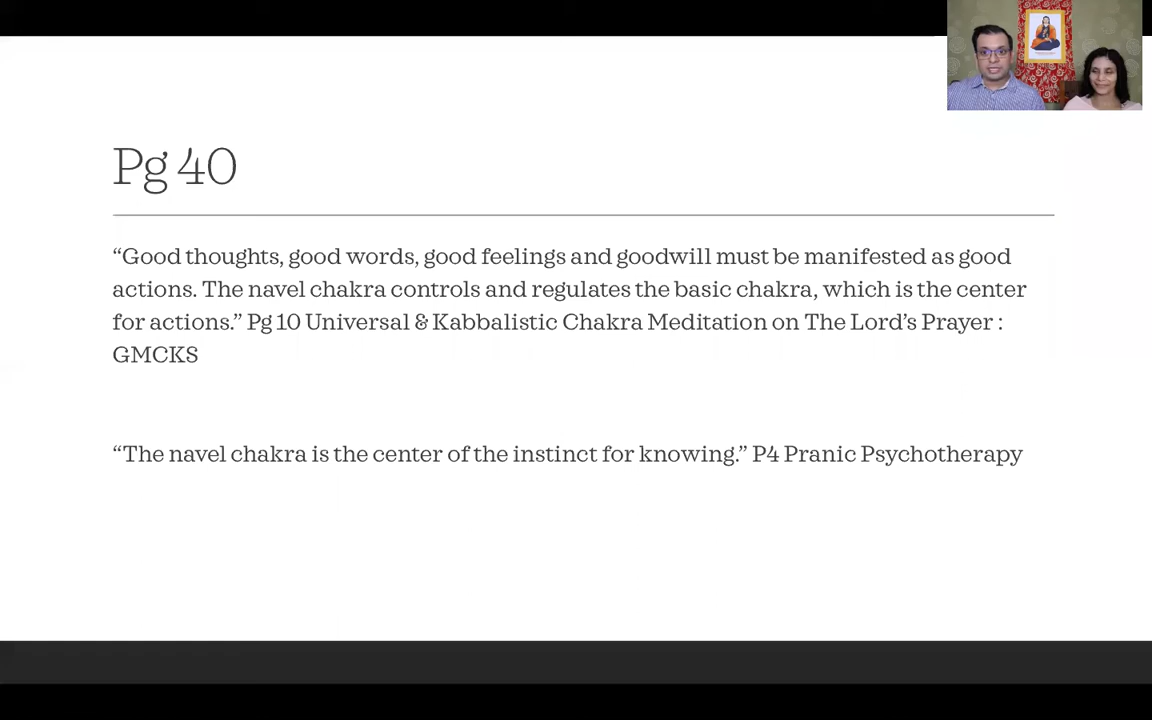 Pg 40
“Good thoughts, good words, good feelings and goodwill must be manifested as good
actions. The navel chakra controls and regulates the basic chakra, which is the center
for actions.” Pg 10 Universal & Kabbalistic Chakra Meditation on The Lord’s Prayer :
GMCKS
“The navel chakra is the center of the instinct for knowing.” P4 Pranic Psychotherapy